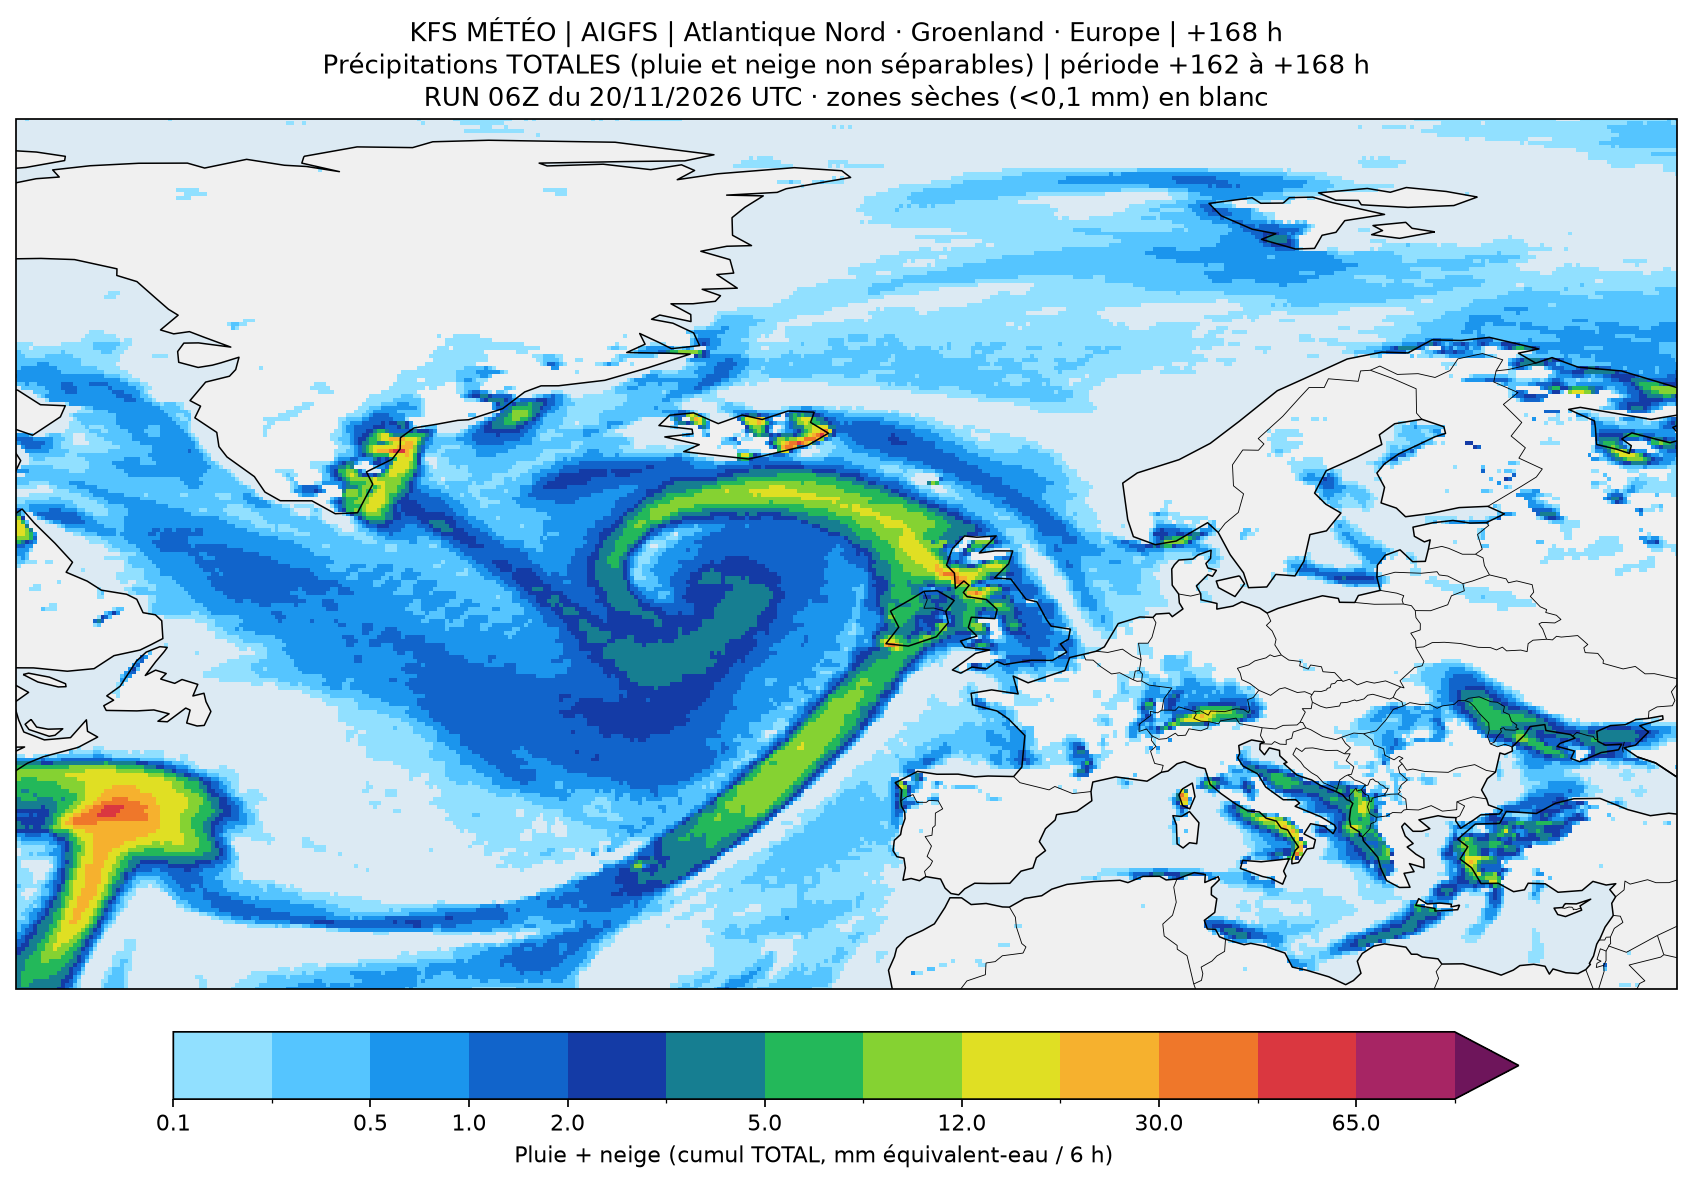 KFS MÉTÉO | AIGFS | Atlantique Nord · Groenland · Europe | +168 h
Précipitations TOTALES (pluie et neige non séparables) | période +162 à +168 h
RUN 06Z du 20/11/2026 UTC · zones sèches (<0,1 mm) en blanc
0.1 0.5 1.0 2.0 5.0 12.0 30.0 65.0
Pluie + neige (cumul TOTAL, mm équivalent-eau / 6 h)